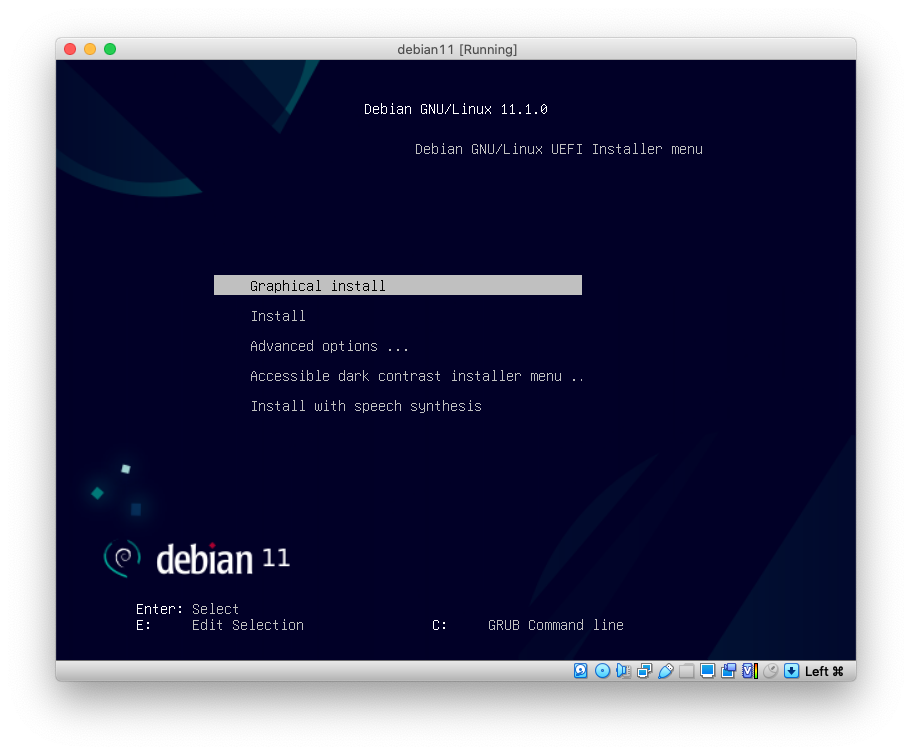 debian11 [Running]
Debian GNU/Linux 11.1.0
Debian GNU/Linux UEFI Installer menu
Graphical install
Install
Advanced options ...
Accessible dark contrast installer menu ..
Install with speech synthesis
debian 11
Enter: Select
E: Edit Selection C: GRUB Command line
Left ⌘